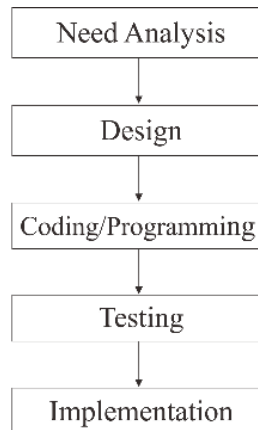 Need Analysis
Design
Coding/Programming
Testing
Implementation